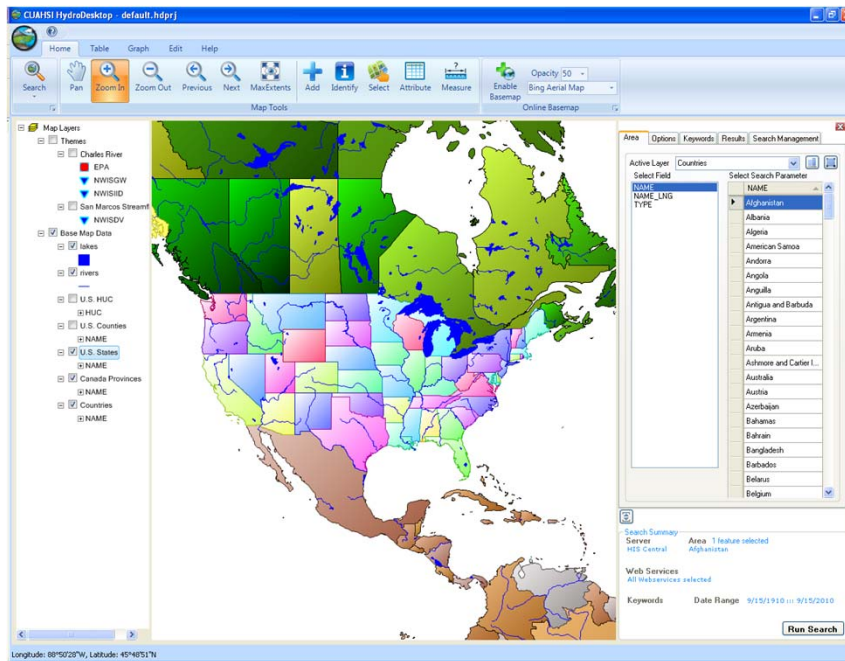 CUAHSI HydroDesktop - default.hdprj
Home Table Graph Edit Help
Search Pan Zoom In Zoom Out Previous Next MaxExtents Add Identify Select Attribute Measure Enable Basemap Opacity 50 Bing Aerial Map
Map Tools Online Basemap
Map Layers
Themes
Charles River
EPA
NWISGW
NWISIID
San Marcos Streamf
NWISDV
Base Map Data
lakes
rivers
U.S. HUC
HUC
U.S. Counties
NAME
U.S. States
NAME
Canada Provinces
NAME
Countries
NAME
Area Options Keywords Results Search Management
Active Layer Countries
Select Field Select Search Parameter
NAME
NAME_LNG
TYPE
NAME
Afghanistan
Albania
Algeria
American Samoa
Andorra
Angola
Anguilla
Antigua and Barbuda
Argentina
Armenia
Aruba
Ashmore and Cartier I...
Australia
Austria
Azerbaijan
Bahamas
Bahrain
Bangladesh
Barbados
Belarus
Belgium
Search Summary
Server Area 1 feature selected
HIS Central Afghanistan
Web Services
All Webservices selected
Keywords Date Range 9/15/1910 ::: 9/15/2010
Run Search
Longitude: 88°50'28"W, Latitude: 45°48'51"N